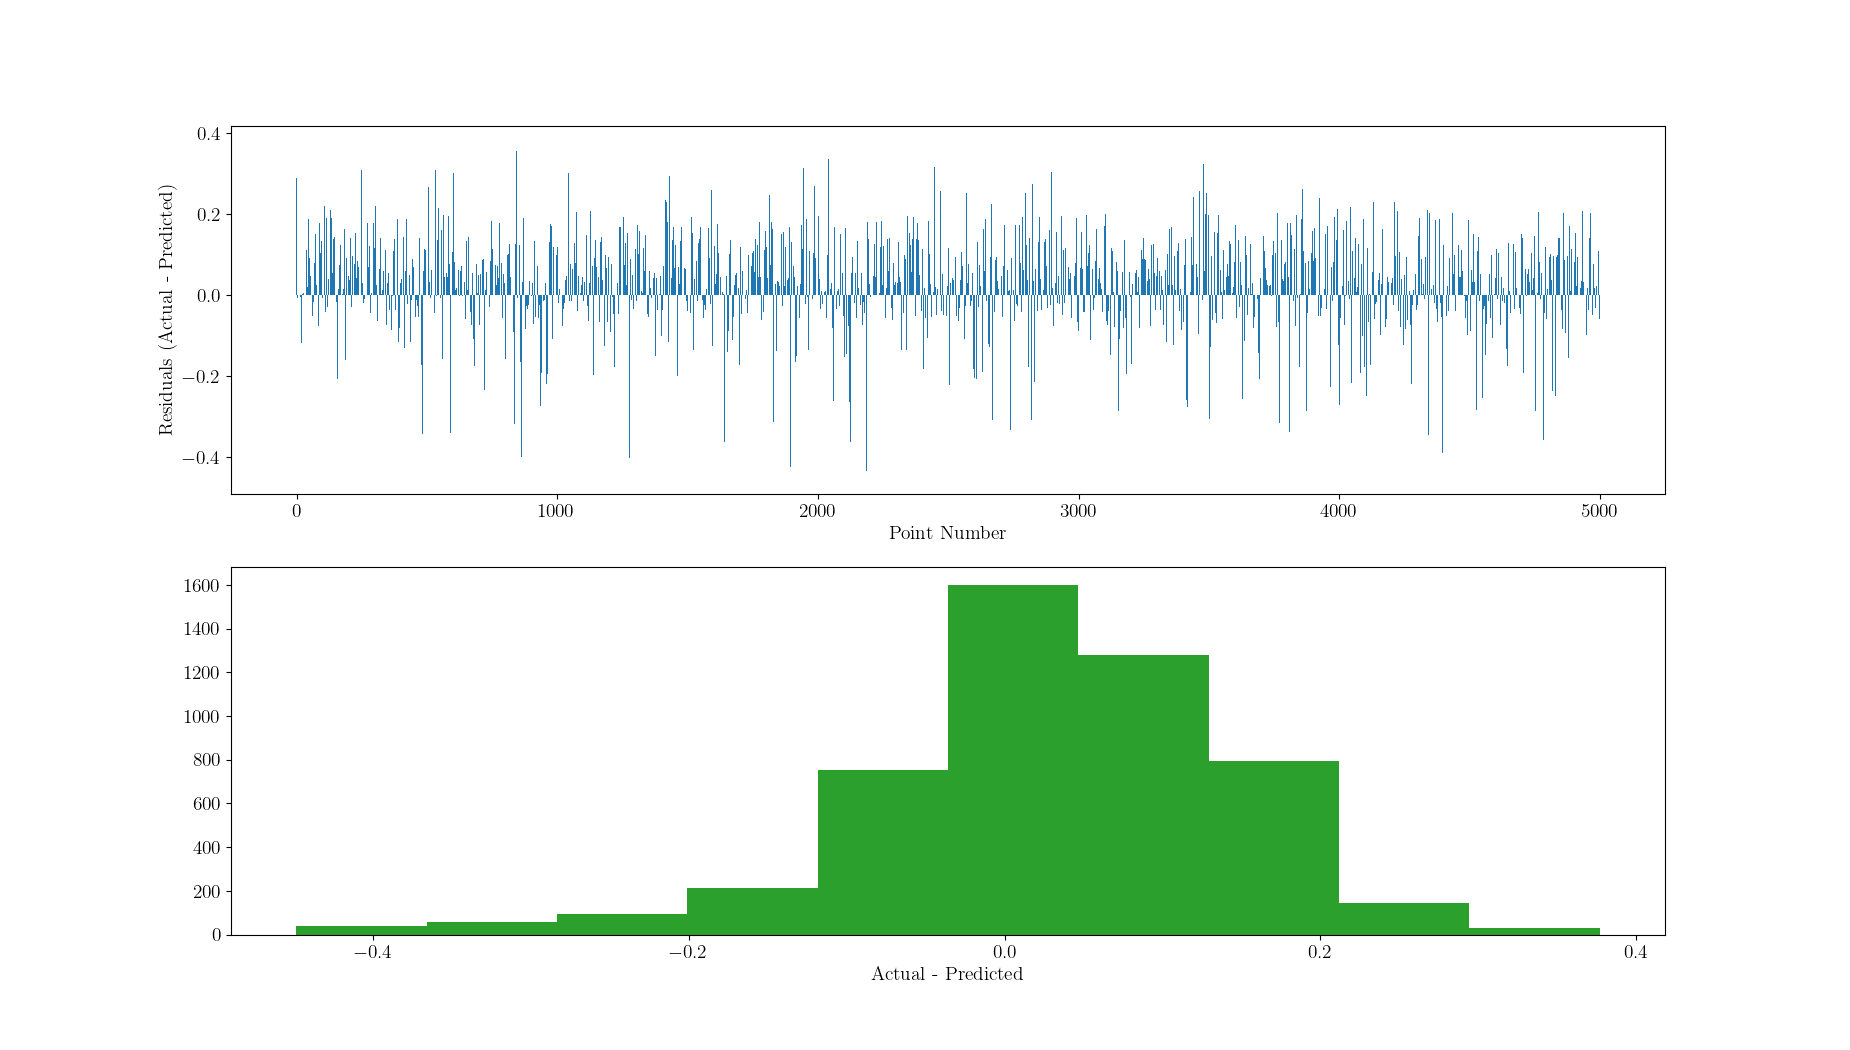 0.4
0.2
0.0
−0.2
−0.4
Residuals (Actual - Predicted)
0 1000 2000 3000 4000 5000
Point Number
1600
1400
1200
1000
800
600
400
200
0
−0.4 −0.2 0.0 0.2 0.4
Actual - Predicted